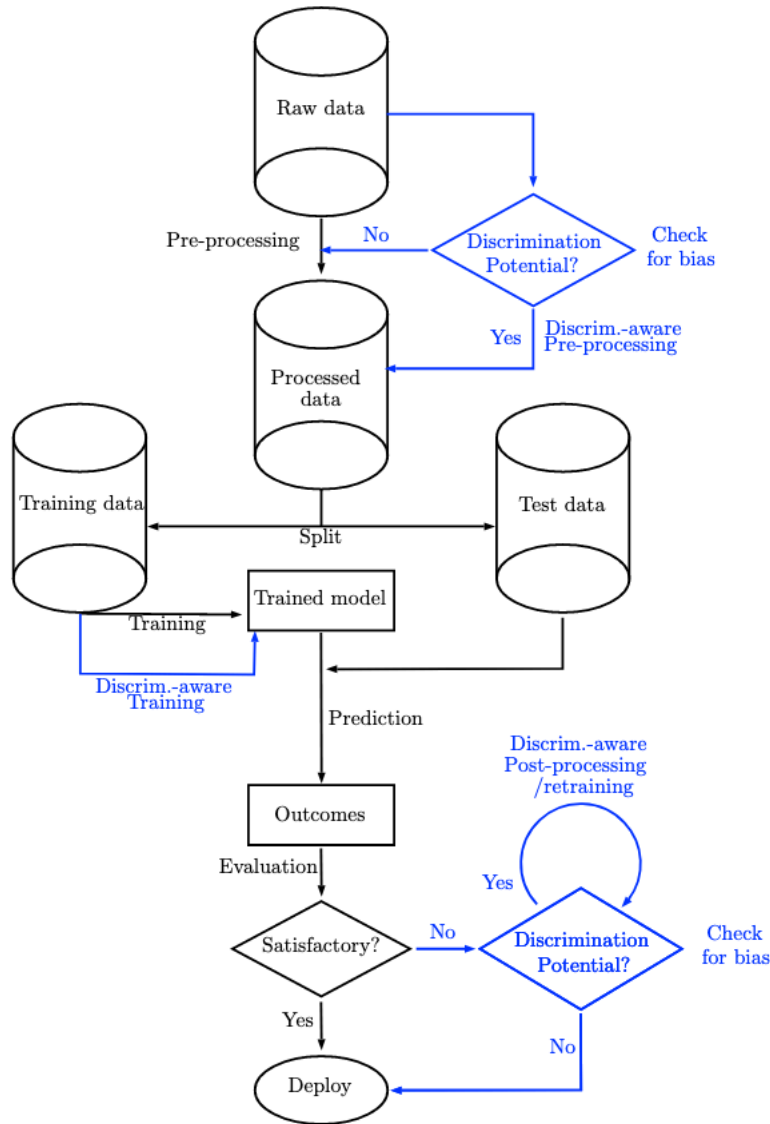 Raw data
Pre-processing
No
Discrimination
Potential?
Check
for bias
Yes
Discrim.-aware
Pre-processing
Processed
data
Training data
Test data
Split
Trained model
Training
Discrim.-aware
Training
Prediction
Discrim.-aware
Post-processing
/retraining
Outcomes
Evaluation
Yes
Satisfactory?
No
Discrimination
Potential?
Check
for bias
Yes
No
Deploy